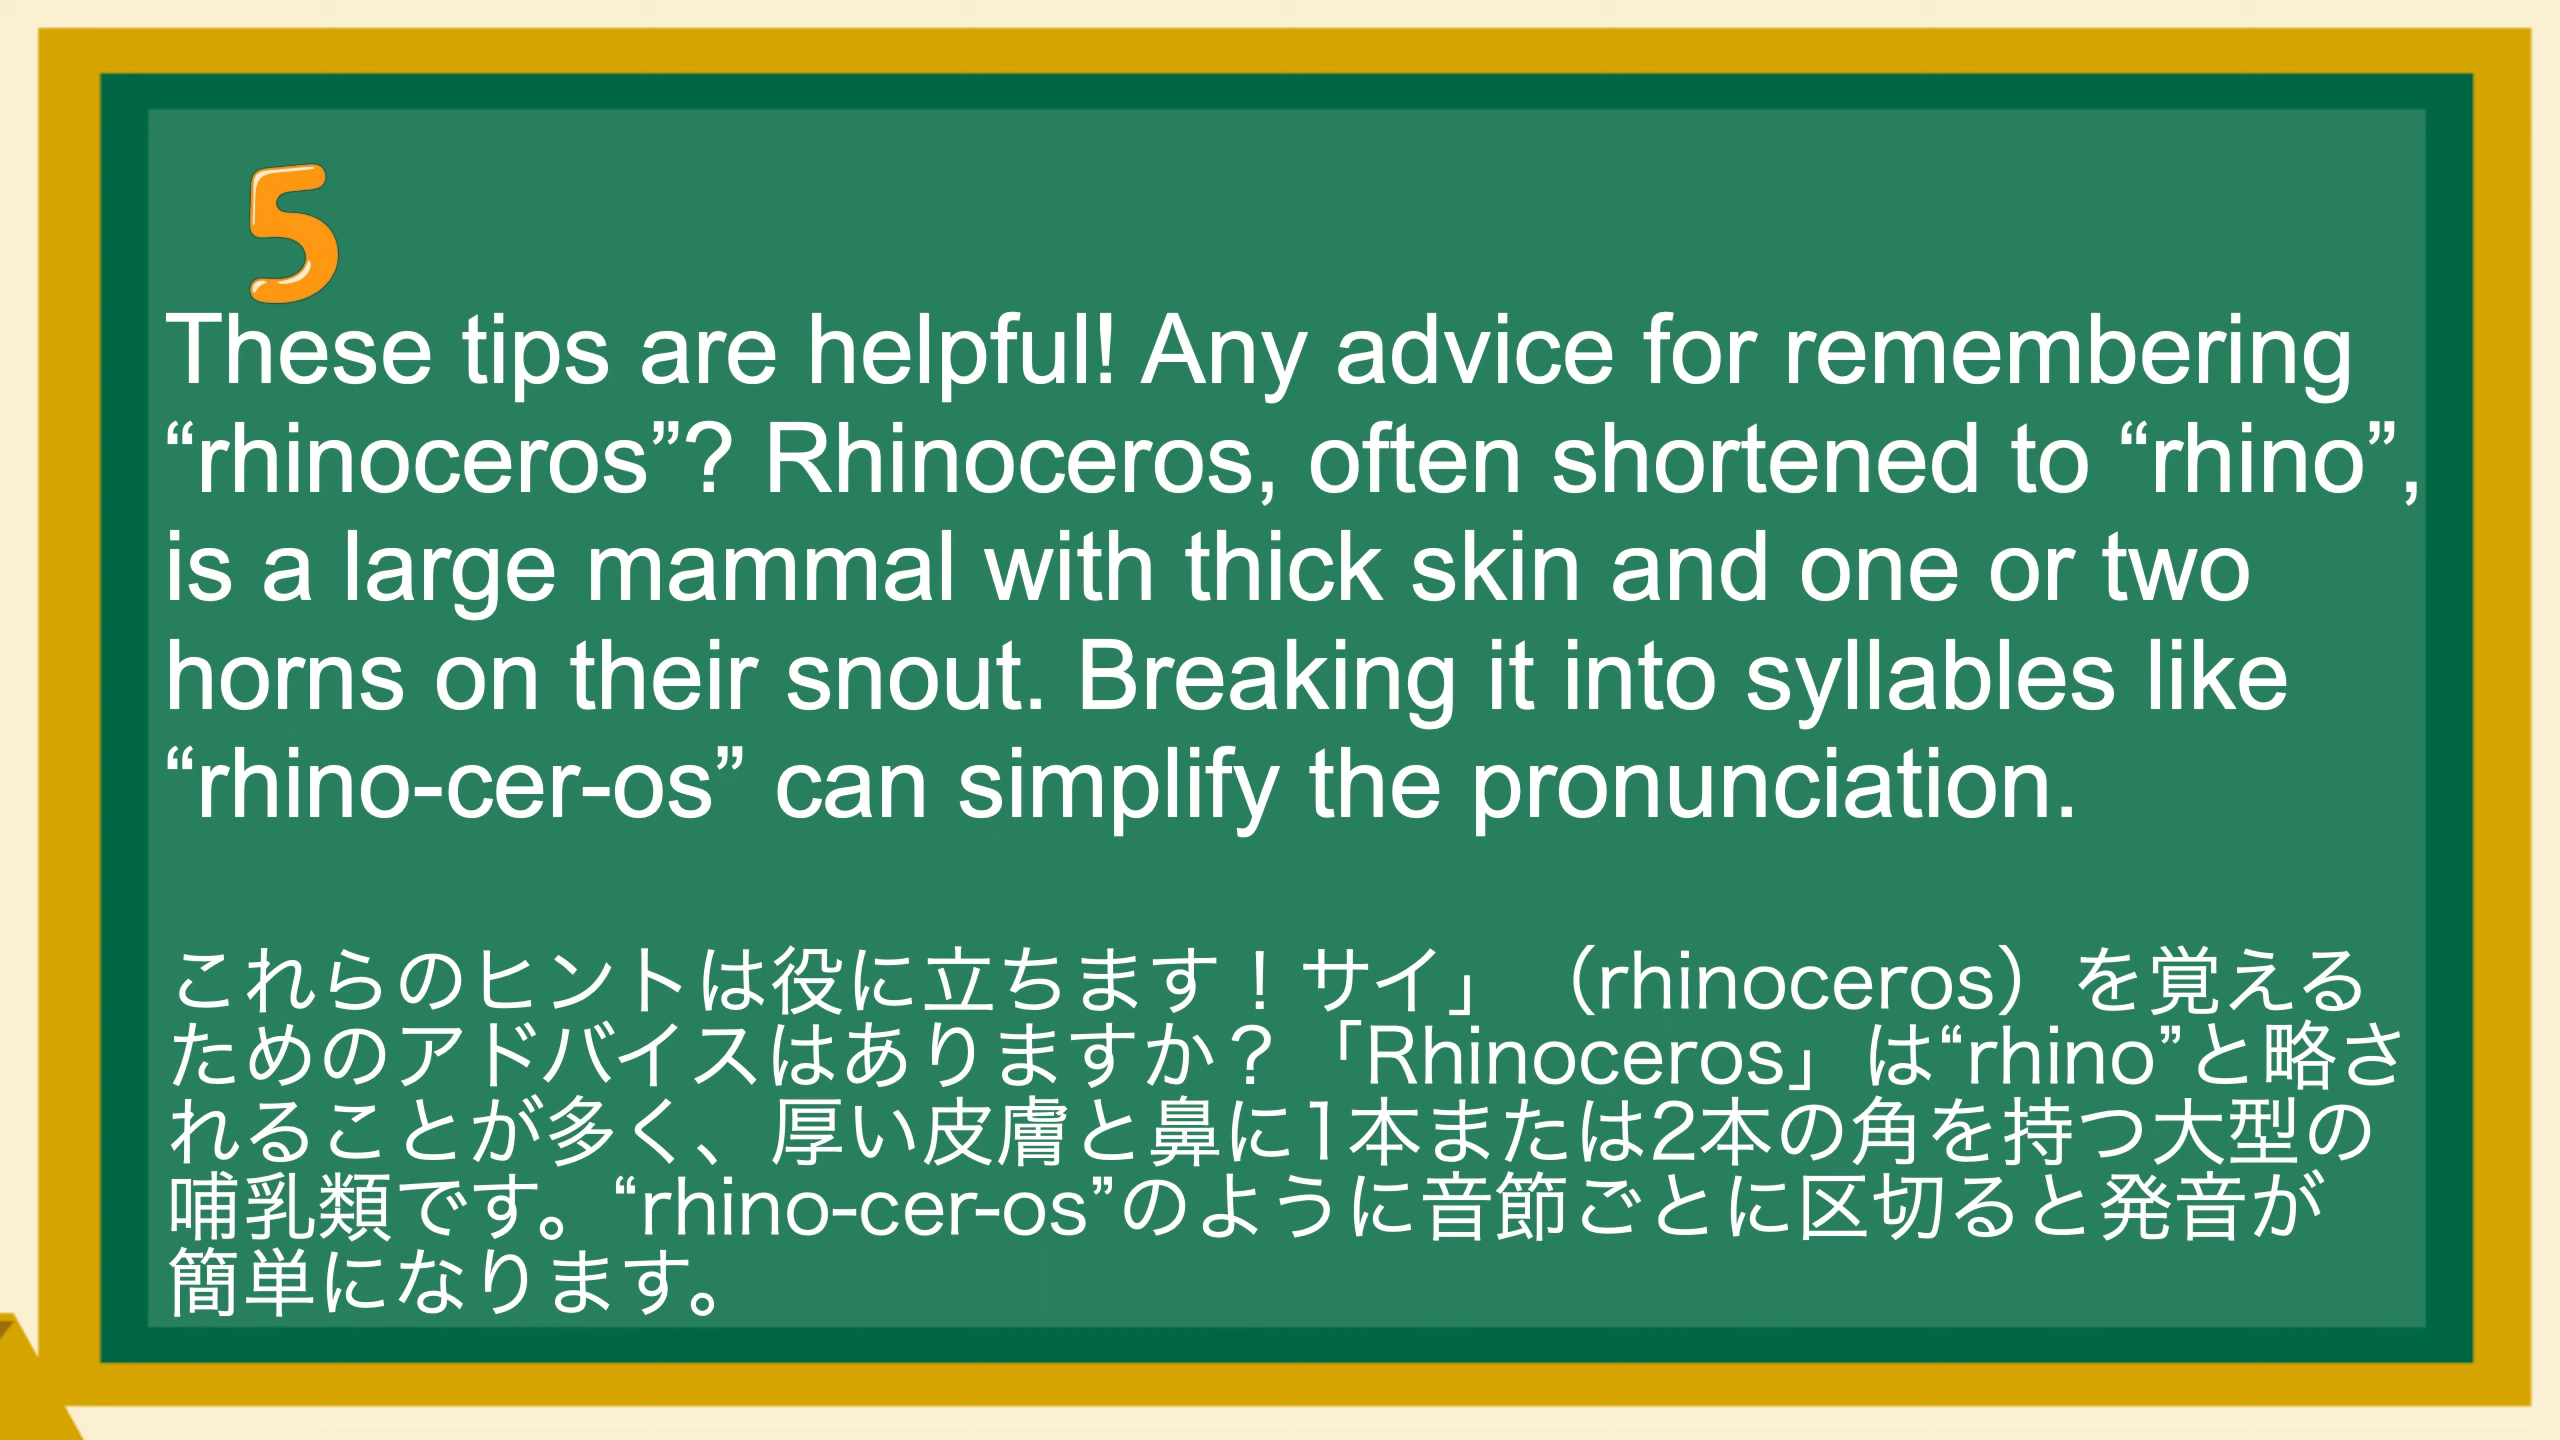 5
These tips are helpful! Any advice for remembering
“rhinoceros”? Rhinoceros, often shortened to “rhino”,
is a large mammal with thick skin and one or two
horns on their snout. Breaking it into syllables like
“rhino-cer-os” can simplify the pronunciation.
これらのヒントは役に立ちます！サイ」（rhinoceros）を覚える
ためのアドバイスはありますか？「Rhinoceros」は“rhino”と略さ
れることが多く、厚い皮膚と鼻に1本または2本の角を持つ大型の
哺乳類です。“rhino-cer-os”のように音節ごとに区切ると発音が
簡単になります。